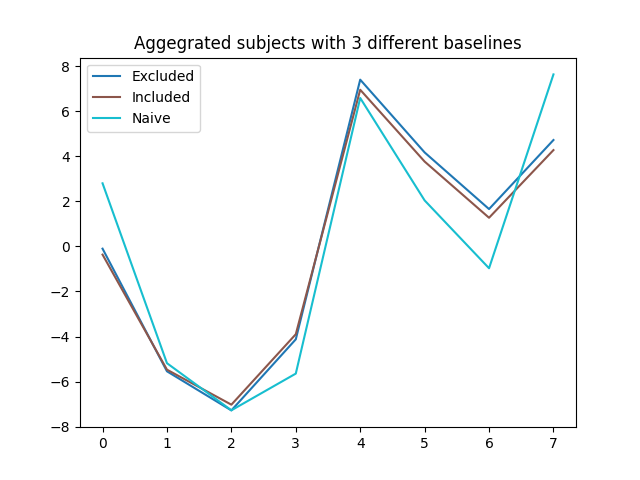 Aggegrated subjects with 3 different baselines
8
6
4
2
0
−2
−4
−6
−8
Excluded
Included
Naive
0 1 2 3 4 5 6 7